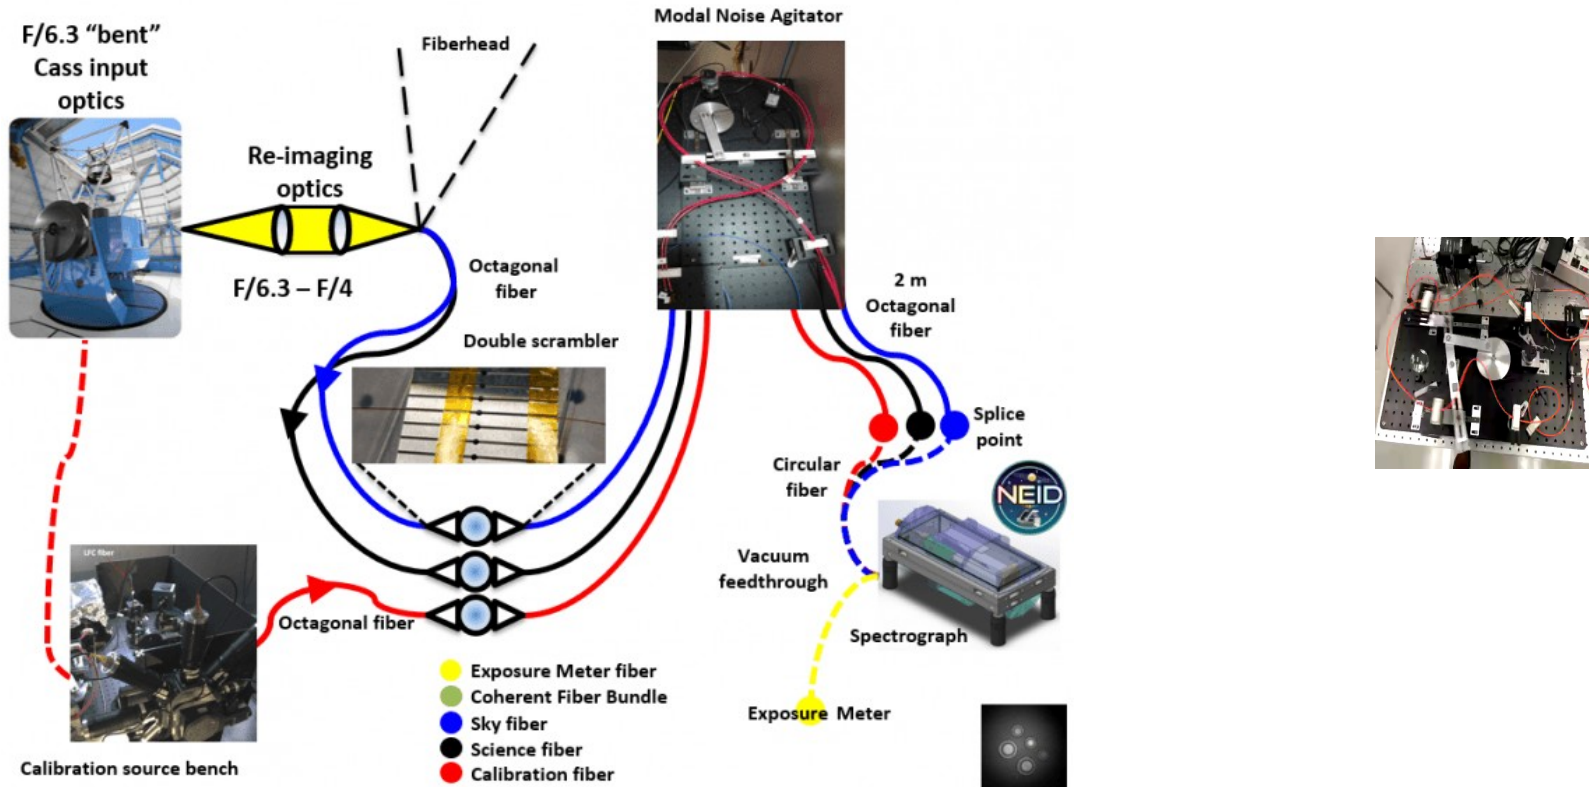 Modal Noise Agitator
F/6.3 “bent”
Cass input
optics
Fiberhead
Re-imaging
optics
F/6.3 – F/4
Octagonal
fiber
Double scrambler
2 m
Octagonal
fiber
Splice
point
Circular
fiber
NEID
Vacuum
feedthrough
Spectrograph
LFC fiber
Octagonal fiber
Exposure Meter fiber
Coherent Fiber Bundle
Sky fiber
Science fiber
Calibration fiber
Exposure Meter
Calibration source bench